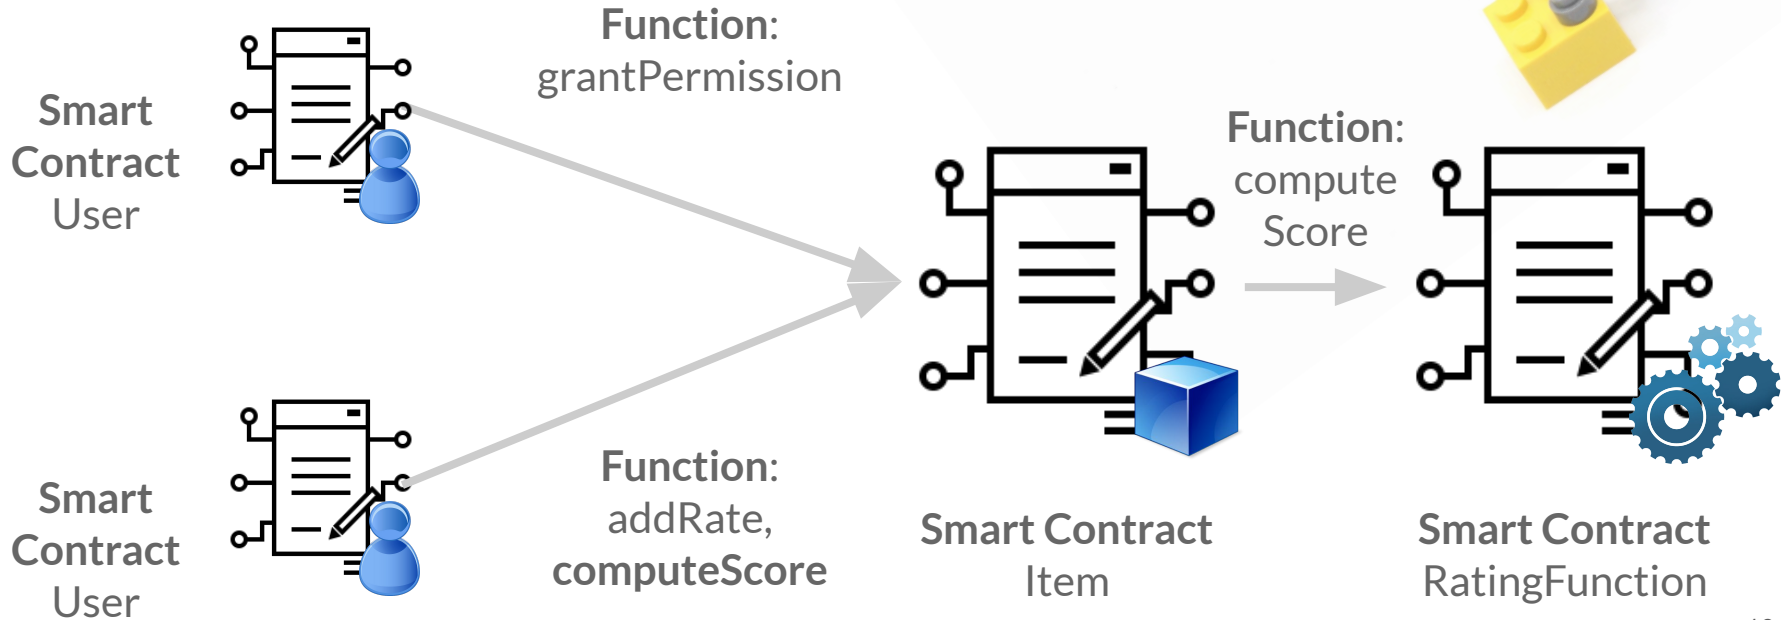 Function:
grantPermission
Smart
Contract
User
Function:
compute
Score
Smart
Contract
User
Function:
addRate,
computeScore
Smart Contract
Item
Smart Contract
RatingFunction